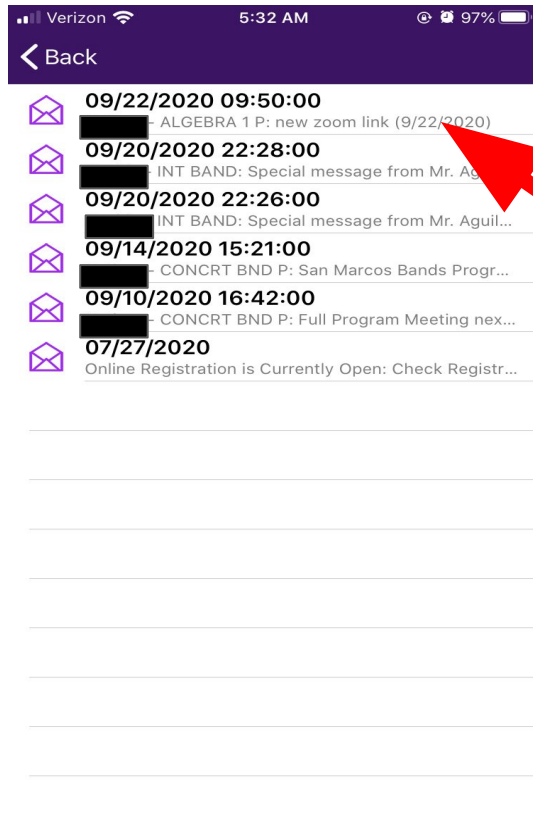 Verizon 5:32 AM 97%
Back
09/22/2020 09:50:00
- ALGEBRA 1 P: new zoom link (9/22/2020)
09/20/2020 22:28:00
- INT BAND: Special message from Mr.
09/20/2020 22:26:00
INT BAND: Special message from Mr. Aguil...
09/14/2020 15:21:00
- CONCRT BND P: San Marcos Bands Progr...
09/10/2020 16:42:00
- CONCRT BND P: Full Program Meeting nex...
07/27/2020
Online Registration is Currently Open: Check Registr...